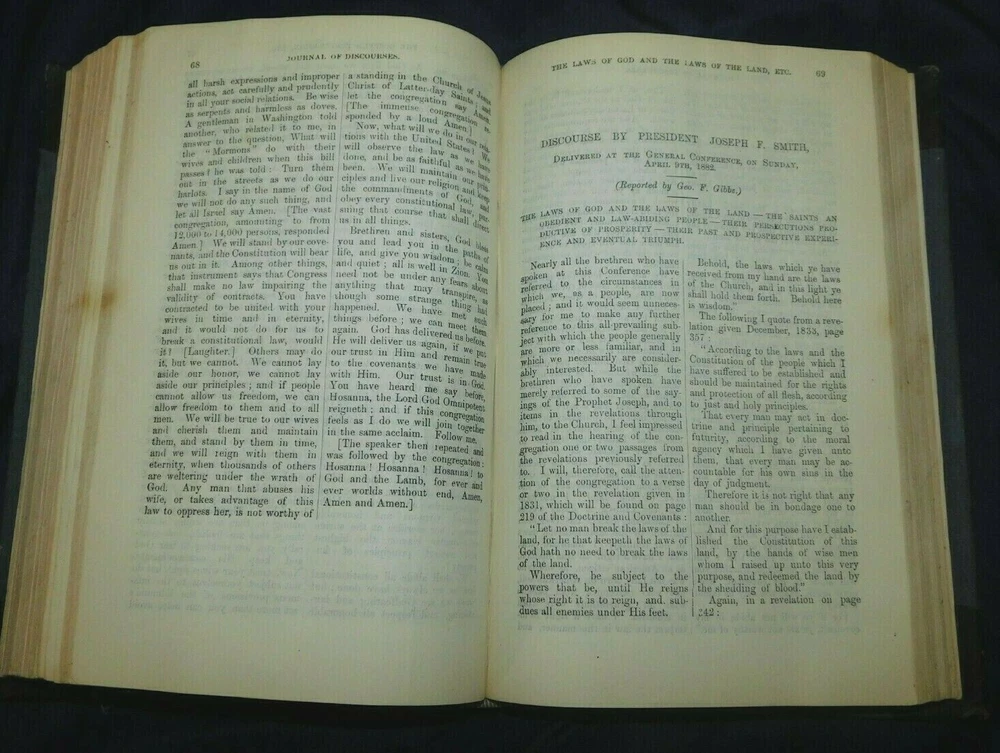 68
JOURNAL OF DISCOURSES.
all harsh expressions and improper
actions, act carefully and prudently
in all your social relations. Be wise
as serpents and harmless as doves.
A gentleman in Washington told
another, who related it to me, in
answer to the question, What will
the "Mormons" do with their
wives and children when this bill
passes? he was told: Turn them
out in the streets as we do our
harlots. I say in the name of God
we will not do any such thing, and
let all Israel say Amen. [The vast
congregation, amounting to from
12,000 to 14,000 persons, responded
Amen.] We will stand by our cove-
nants, and the Constitution will bear
us out in it. Among other things,
that instrument says that Congress
shall make no law impairing the
validity of contracts. You have
contracted to be united with your
wives in time and in eternity,
and it would not do for us to
break a constitutional law, would
it? [Laughter.] Others may do
it, but we cannot. We cannot lay
aside our honor, we cannot lay
aside our principles; and if people
cannot allow us freedom, we can
allow freedom to them and to all
men. We will be true to our wives
and cherish them and maintain
them, and stand by them in time,
and we will reign with them in
eternity, when thousands of others
are weltering under the wrath of
God. Any man that abuses his
wife, or takes advantage of this
law to oppress her, is not worthy of
a standing in the Church of Jesus
Christ of Latter-day Saints; and
let the congregation say Amen.
[The immense congregation re-
sponded by a loud Amen.]
Now, what will we do in our rela-
tions with the United States? We
will observe the law as we have
done, and be as faithful as we have
been. We will maintain our prin-
ciples and live our religion and keep
the commandments of God, and
obey every constitutional law, pur-
suing that course that shall direct
us in all things.
Brethren and sisters, God bless
you and lead you in the paths of
life, and give you wisdom; be calm
and quiet; all is well in Zion. You
need not be under any fears about
anything that may transpire, as
though some strange thing had
happened. We have met such
things before; we can meet them
again. God has delivered us before,
He will deliver us again, if we put
our trust in Him and remain true
to the covenants we have made
with Him. Our trust is in God.
You have heard me say before,
Hosanna, the Lord God Omnipotent
reigneth; and if this congregation
feels as I do we will join together
in the same acclaim. Follow me.
[The speaker then repeated and
was followed by the congregation:
Hosanna! Hosanna! Hosanna! to
God and the Lamb, for ever and
ever worlds without end, Amen,
Amen and Amen.]
THE LAWS OF GOD AND THE LAWS OF THE LAND, ETC.
69
DISCOURSE BY PRESIDENT JOSEPH F. SMITH,
DELIVERED AT THE GENERAL CONFERENCE, ON SUNDAY,
APRIL 9TH, 1882.
(Reported by Geo. F. Gibbs.)
THE LAWS OF GOD AND THE LAWS OF THE LAND — THE SAINTS AN
OBEDIENT AND LAW-ABIDING PEOPLE — THEIR PERSECUTIONS PRO-
DUCTIVE OF PROSPERITY — THEIR PAST AND PROSPECTIVE EXPERI-
ENCE AND EVENTUAL TRIUMPH.
Nearly all the brethren who have
spoken at this Conference have
referred to the circumstances in
which we, as a people, are now
placed; and it would seem unneces-
sary for me to make any further
reference to this all-prevailing sub-
ject with which the people generally
are more or less familiar, and in
which we necessarily are consider-
ably interested. But while the
brethren who have spoken have
merely referred to some of the say-
ings of the Prophet Joseph, and to
items in the revelations through
him, to the Church, I feel impressed
to read in the hearing of the con-
gregation one or two passages from
the revelations previously referred
to. I will, therefore, call the atten-
tion of the congregation to a verse
or two in the revelation given in
1831, which will be found on page
219 of the Doctrine and Covenants:
"Let no man break the laws of the
land, for he that keepeth the laws of
God hath no need to break the laws
of the land.
Wherefore, be subject to the
powers that be, until He reigns
whose right it is to reign, and sub-
dues all enemies under His feet.
Behold, the laws which ye have
received from my hand are the laws
of the Church, and in this light ye
shall hold them forth. Behold here
is wisdom."
The following I quote from a reve-
lation given December, 1833, page
357:
"According to the laws and the
Constitution of the people which I
have suffered to be established and
should be maintained for the rights
and protection of all flesh, according
to just and holy principles.
That every man may act in doc-
trine and principle pertaining to
futurity, according to the moral
agency which I have given unto
them, that every man may be ac-
countable for his own sins in the
day of judgment.
Therefore it is not right that any
man should be in bondage one to
another.
And for this purpose have I estab-
lished the Constitution of this
land, by the hands of wise men
whom I raised up unto this very
purpose, and redeemed the land by
the shedding of blood."
Again, in a revelation on page
342: